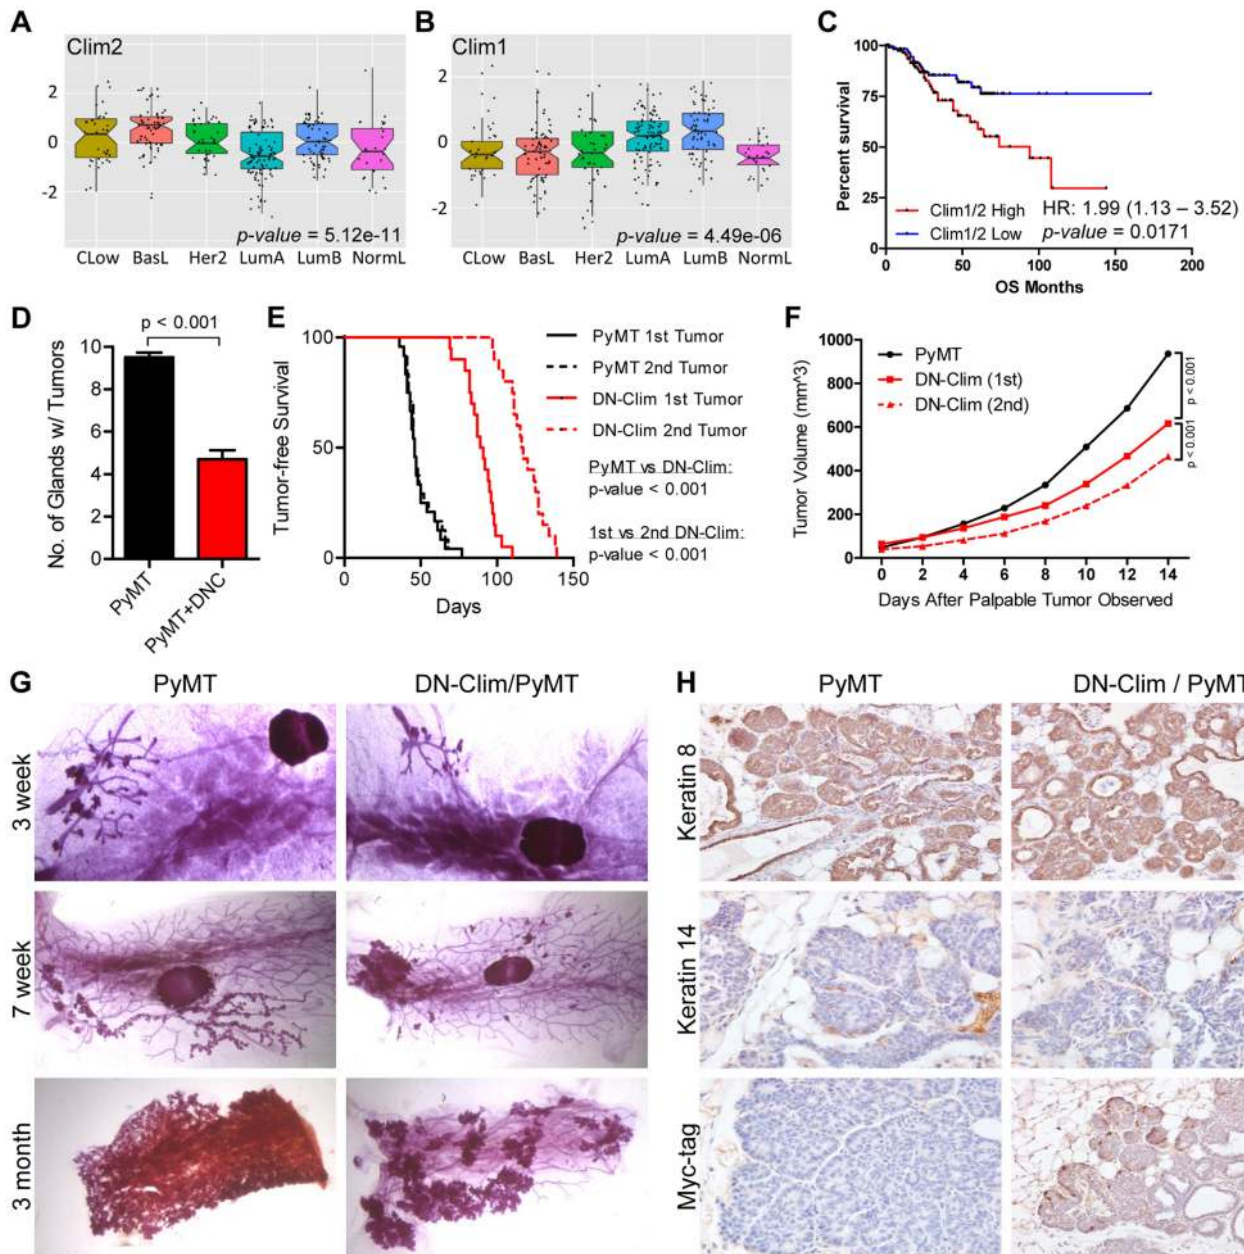 A
Clim2
2
0
-2
p-value = 5.12e-11
CLow BasL Her2 LumA LumB NormL
B
Clim1
2
0
-2
p-value = 4.49e-06
CLow BasL Her2 LumA LumB NormL
C
Percent survival
100
75
50
25
0
0 50 100 150 200
OS Months
Clim1/2 High
Clim1/2 Low
HR: 1.99 (1.13 – 3.52)
p-value = 0.0171
D
p < 0.001
No. of Glands w/ Tumors
10
8
6
4
2
0
PyMT
PyMT+DNC
E
Tumor-free Survival
100
50
0
0 50 100 150
Days
PyMT 1st Tumor
PyMT 2nd Tumor
DN-Clim 1st Tumor
DN-Clim 2nd Tumor
PyMT vs DN-Clim:
p-value < 0.001
1st vs 2nd DN-Clim:
p-value < 0.001
F
Tumor Volume (mm^3)
1000
800
600
400
200
0
0 2 4 6 8 10 12 14
Days After Palpable Tumor Observed
PyMT
DN-Clim (1st)
DN-Clim (2nd)
p < 0.001
p < 0.001
G
PyMT DN-Clim/PyMT
3 week
7 week
3 month
H
PyMT DN-Clim / PyMT
Keratin 8
Keratin 14
Myc-tag